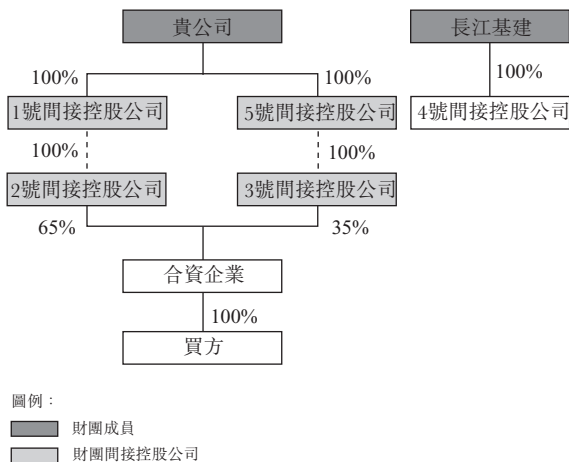 貴公司 長江基建
100% 100% 100%
1號間接控股公司 5號間接控股公司 4號間接控股公司
100% 100%
2號間接控股公司 3號間接控股公司
65% 35%
合資企業
100%
買方
圖例：
財團成員
財團間接控股公司